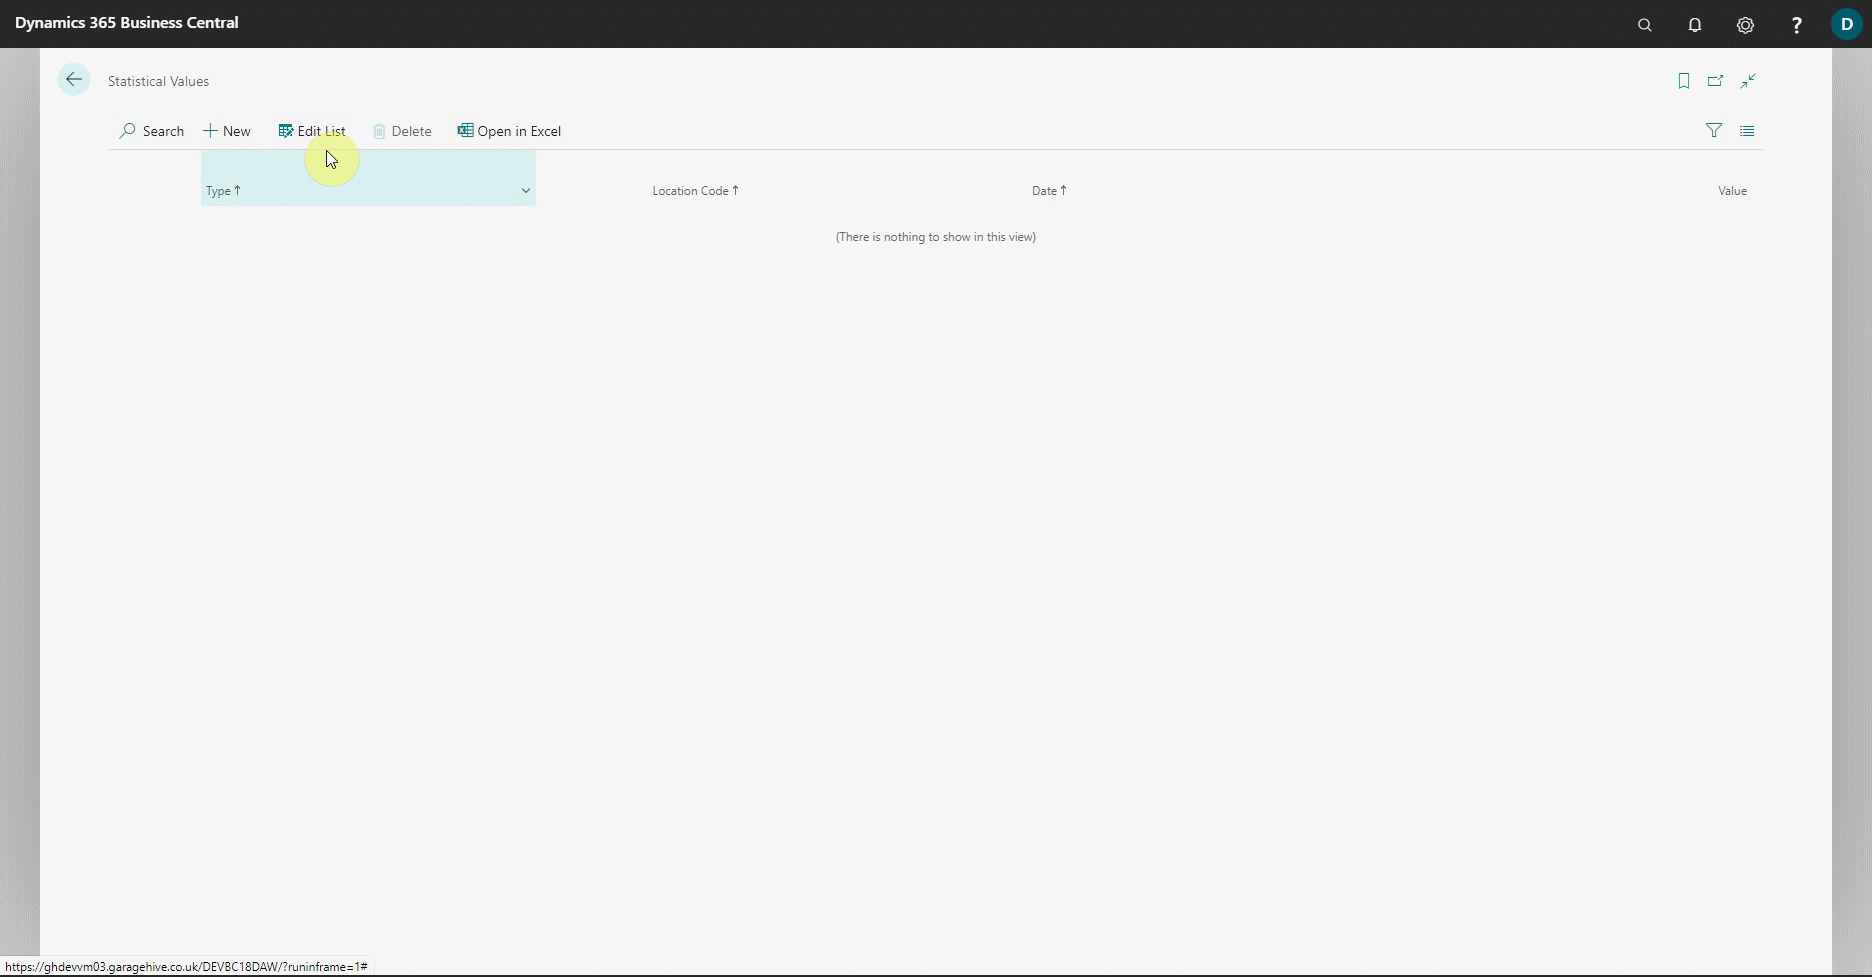 Dynamics 365 Business Central
? D
Statistical Values
Search New Edit List Delete Open in Excel
Type ↑ Location Code ↑ Date ↑ Value
(There is nothing to show in this view)
https://ghdevvm03.garagehive.co.uk/DEVBC18DAW/?runinframe=1#